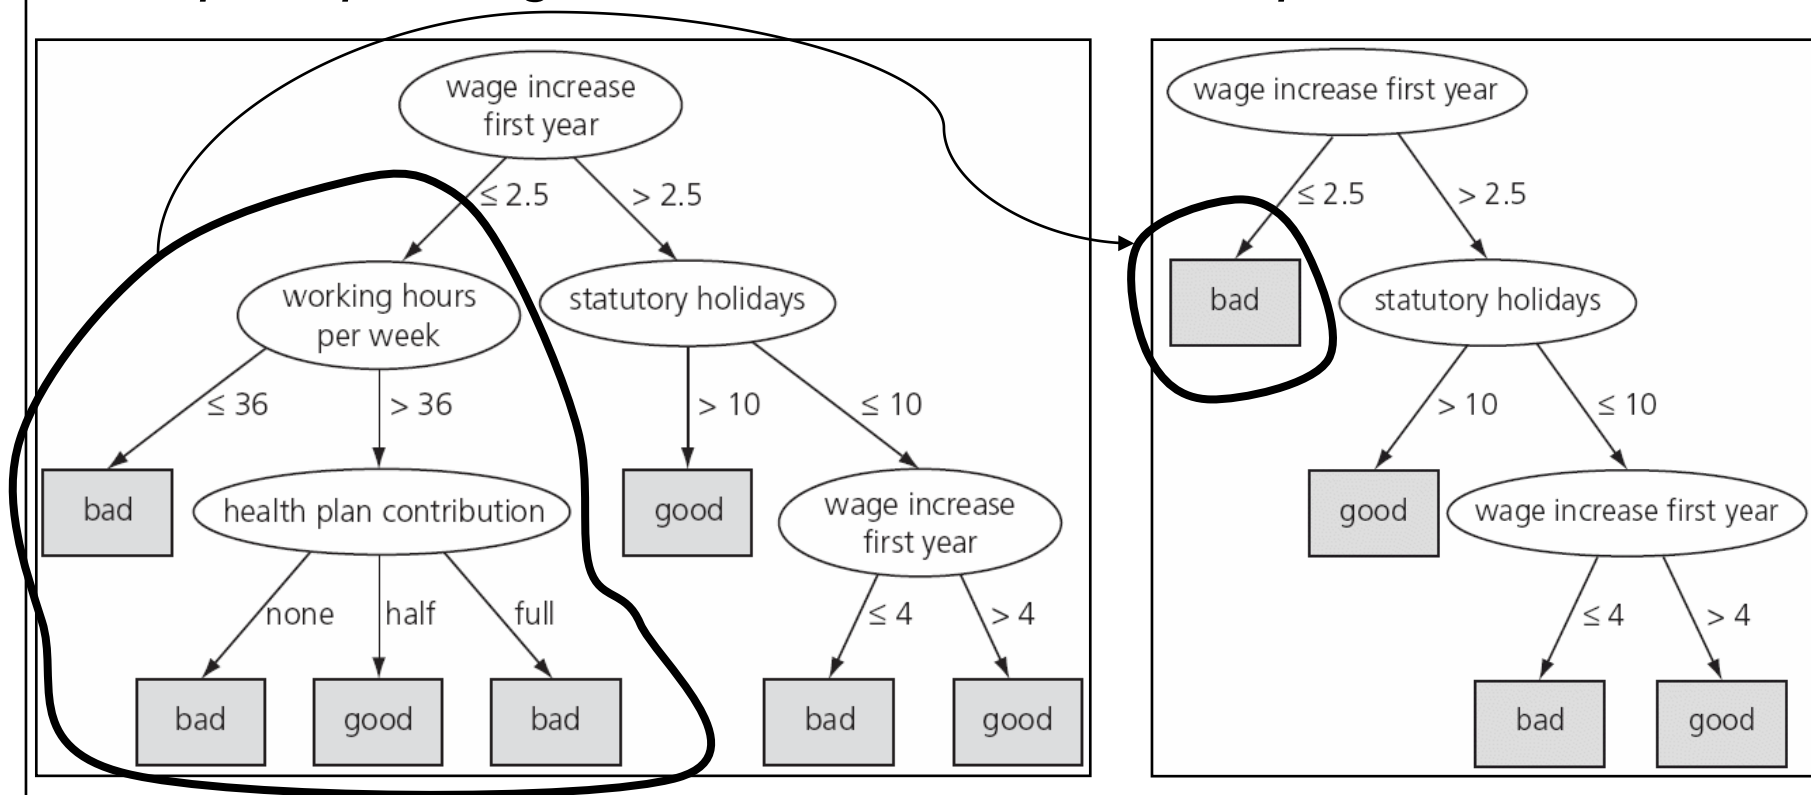 wage increase
first year
≤ 2.5
> 2.5
working hours
per week
statutory holidays
≤ 36
> 36
> 10
≤ 10
bad
health plan contribution
good
wage increase
first year
none
half
full
≤ 4
> 4
bad
good
bad
bad
good
wage increase first year
≤ 2.5
> 2.5
bad
statutory holidays
> 10
≤ 10
good
wage increase first year
≤ 4
> 4
bad
good